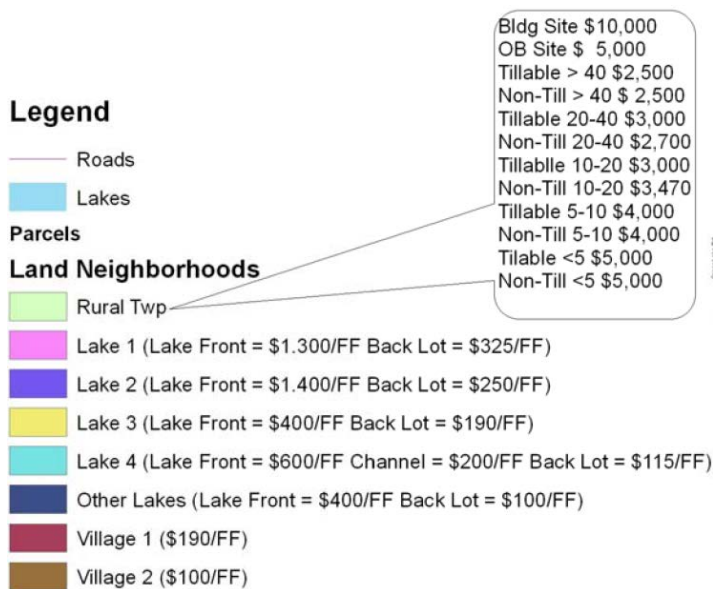 Bldg Site $10,000
OB Site $ 5,000
Tillable > 40 $2,500
Non-Till > 40 $ 2,500
Tillable 20-40 $3,000
Non-Till 20-40 $2,700
Tillablle 10-20 $3,000
Non-Till 10-20 $3,470
Tillable 5-10 $4,000
Non-Till 5-10 $4,000
Tilable <5 $5,000
Non-Till <5 $5,000
Legend
Roads
Lakes
Parcels
Land Neighborhoods
Rural Twp
Lake 1 (Lake Front = $1.300/FF Back Lot = $325/FF)
Lake 2 (Lake Front = $1.400/FF Back Lot = $250/FF)
Lake 3 (Lake Front = $400/FF Back Lot = $190/FF)
Lake 4 (Lake Front = $600/FF Channel = $200/FF Back Lot = $115/FF)
Other Lakes (Lake Front = $400/FF Back Lot = $100/FF)
Village 1 ($190/FF)
Village 2 ($100/FF)